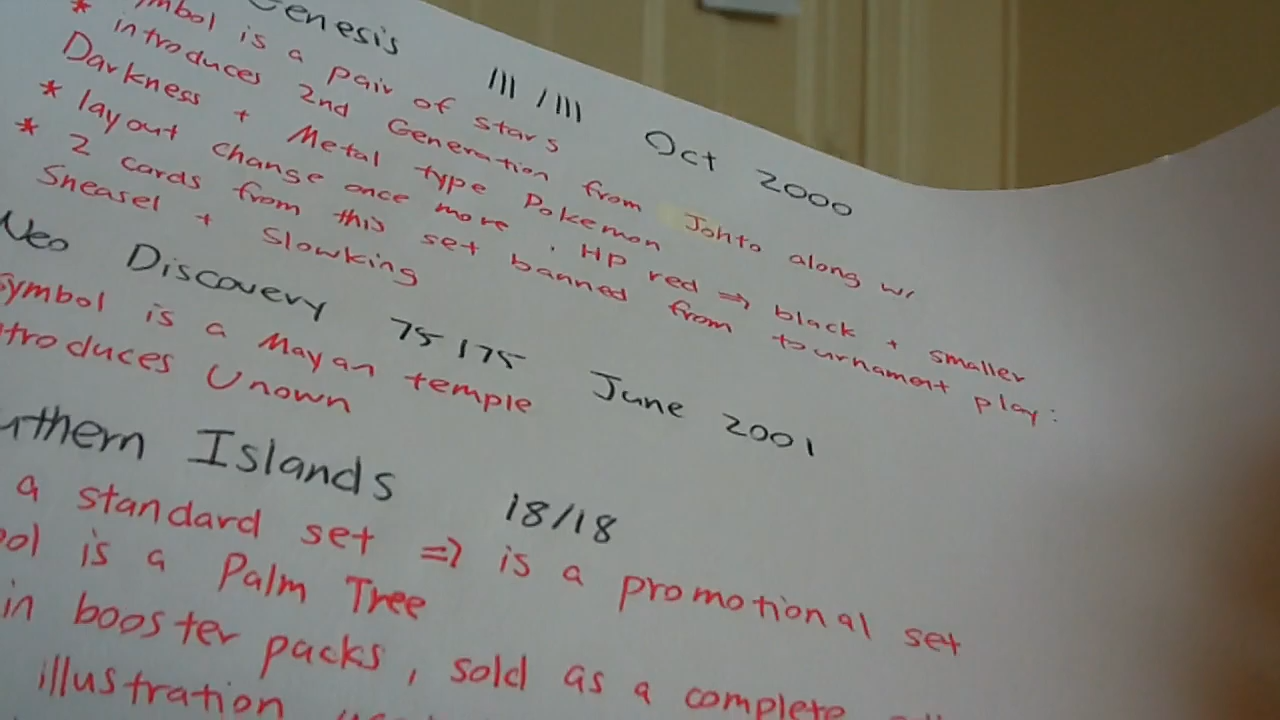 Genesis 111/111 Oct 2000
symbol is a pair of stars
* introduces 2nd Generation from Johto along w/
Darkness + Metal type Pokemon
* layout change once more . HP red => black + smaller
* 2 cards from this set banned from tournament play:
Sneasel + Slowking
Neo Discovery 75/75 June 2001
symbol is a Mayan temple
troduces Unown
uthern Islands 18/18
a standard set => is a promotional set
ol is a Palm Tree
in booster packs, sold as a complete
illustration